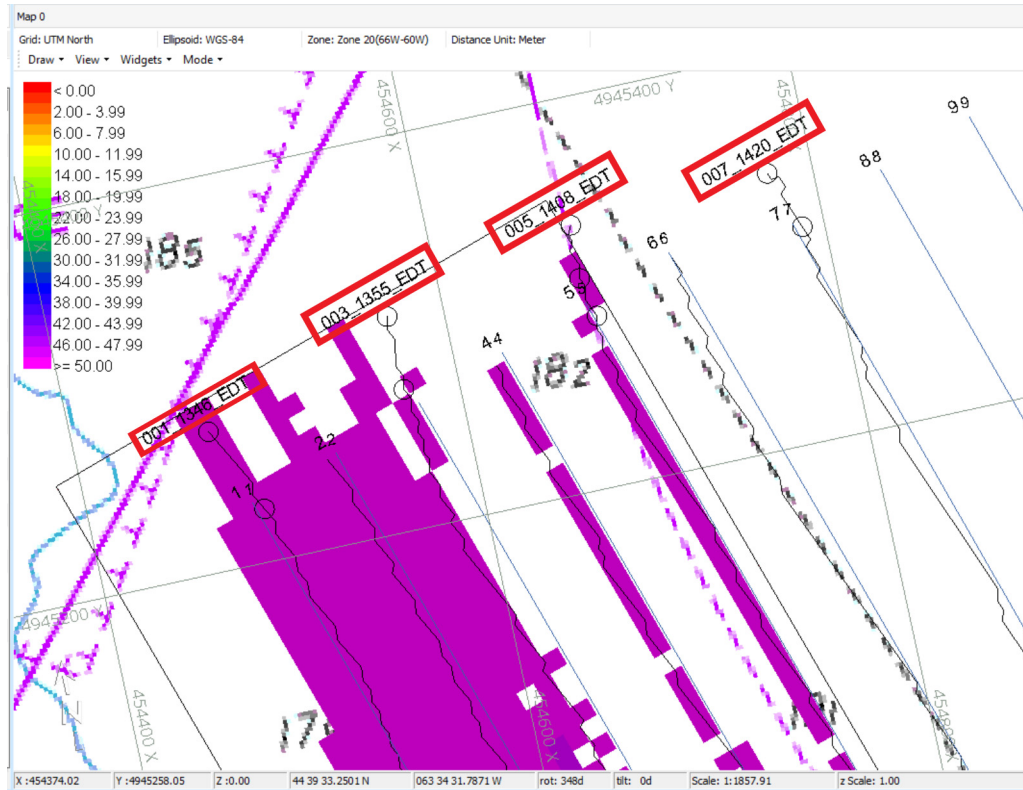 Map 0
Grid: UTM North Ellipsoid: WGS-84 Zone: Zone 20(66W-60W) Distance Unit: Meter
Draw View Widgets Mode
< 0.00
2.00 - 3.99
6.00 - 7.99
10.00 - 11.99
14.00 - 15.99
18.00 - 19.99
22.00 - 23.99
26.00 - 27.99
30.00 - 31.99
34.00 - 35.99
38.00 - 39.99
42.00 - 43.99
46.00 - 47.99
>= 50.00
454600 X
4945400 Y
99
88
007_1420_EDT
77
005_1408_EDT
66
185
003_1355_EDT
55
44
182
001_1346_EDT
22
11
4945200 Y
454400 X
454600 X
454800 X
X :454374.02 Y :4945258.05 Z :0.00 44 39 33.2501 N 063 34 31.7871 W rot: 348d tilt: 0d Scale: 1:1857.91 z Scale: 1.00